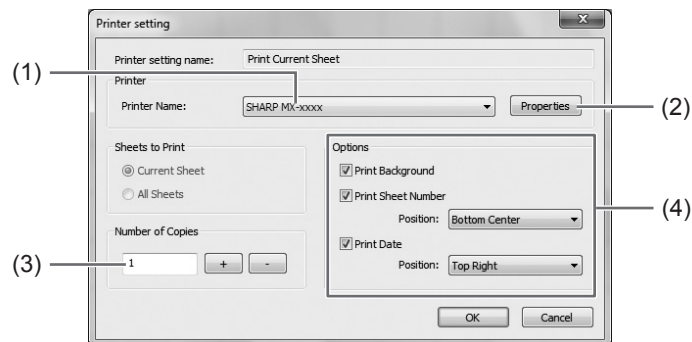 Printer setting
x
Printer setting name: Print Current Sheet
Printer
(1)
Printer Name: SHARP MX-xxxx Properties
(2)
Sheets to Print
Current Sheet
All Sheets
Options
Print Background
Print Sheet Number
Position: Bottom Center
(4)
Print Date
Position: Top Right
Number of Copies
(3)
1 + -
OK Cancel